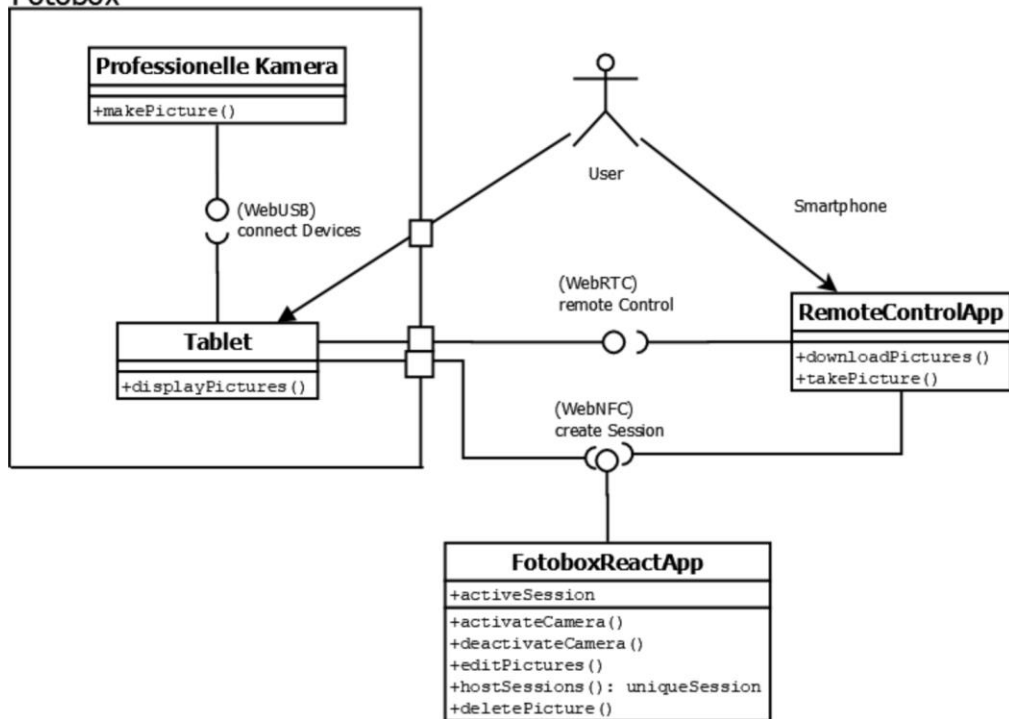 Fotobox
Professionelle Kamera
+makePicture()
(WebUSB)
connect Devices
User
Smartphone
(WebRTC)
remote Control
RemoteControlApp
+downloadPictures()
+takePicture()
Tablet
+displayPictures()
(WebNFC)
create Session
FotoboxReactApp
+activeSession
+activateCamera()
+deactivateCamera()
+editPictures()
+hostSessions(): uniqueSession
+deletePicture()